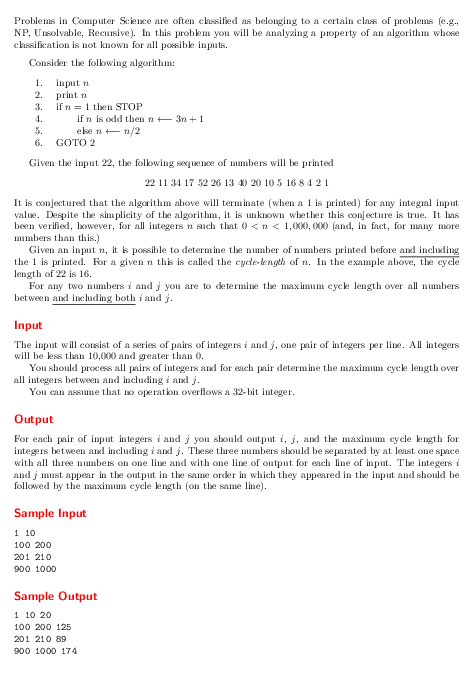 Problems in Computer Science are often classified as belonging to a certain class of problems (e.g.,
NP, Unsolvable, Recursive). In this problem you will be analyzing a property of an algorithm whose
classification is not known for all possible inputs.
Consider the following algorithm:
1. input n
2. print n
3. if n = 1 then STOP
4. if n is odd then n ⟵ 3n + 1
5. else n ⟵ n/2
6. GOTO 2
Given the input 22, the following sequence of numbers will be printed
22 11 34 17 52 26 13 40 20 10 5 16 8 4 2 1
It is conjectured that the algorithm above will terminate (when a 1 is printed) for any integral input
value. Despite the simplicity of the algorithm, it is unknown whether this conjecture is true. It has
been verified, however, for all integers n such that 0 < n < 1,000,000 (and, in fact, for many more
numbers than this.)
Given an input n, it is possible to determine the number of numbers printed before and including
the 1 is printed. For a given n this is called the cycle-length of n. In the example above, the cycle
length of 22 is 16.
For any two numbers i and j you are to determine the maximum cycle length over all numbers
between and including both i and j.
Input
The input will consist of a series of pairs of integers i and j, one pair of integers per line. All integers
will be less than 10,000 and greater than 0.
You should process all pairs of integers and for each pair determine the maximum cycle length over
all integers between and including i and j.
You can assume that no operation overflows a 32-bit integer.
Output
For each pair of input integers i and j you should output i, j, and the maximum cycle length for
integers between and including i and j. These three numbers should be separated by at least one space
with all three numbers on one line and with one line of output for each line of input. The integers i
and j must appear in the output in the same order in which they appeared in the input and should be
followed by the maximum cycle length (on the same line).
Sample Input
1 10
100 200
201 210
900 1000
Sample Output
1 10 20
100 200 125
201 210 89
900 1000 174